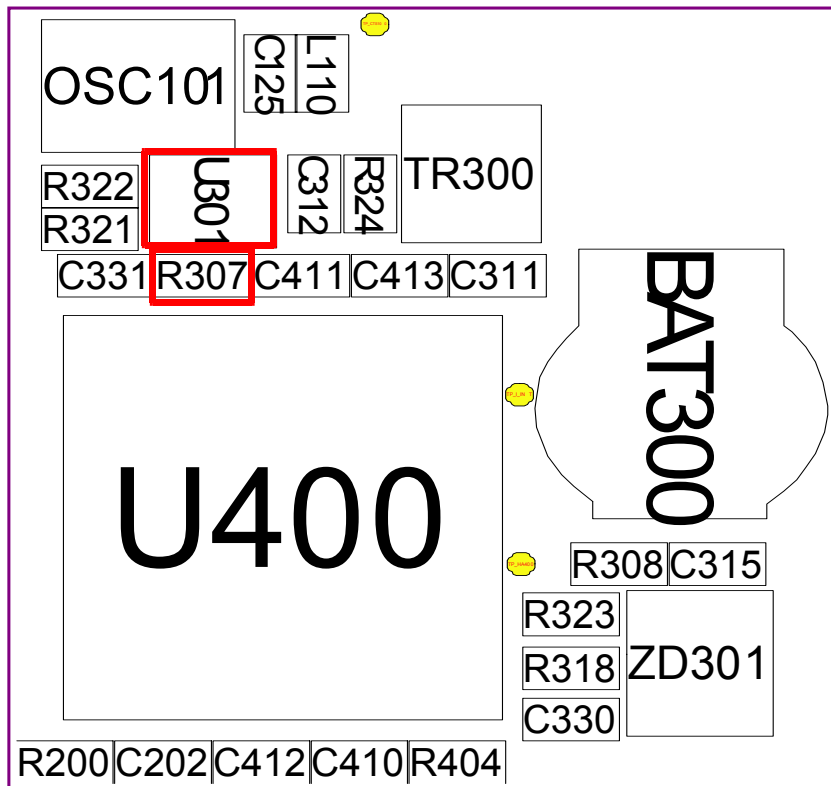 OSC101
C125
L110
R322
R321
U301
C312
R324
TR300
C331 R307 C411 C413 C311
BAT300
U400
R308 C315
R323
R318
C330
ZD301
R200 C202 C412 C410 R404